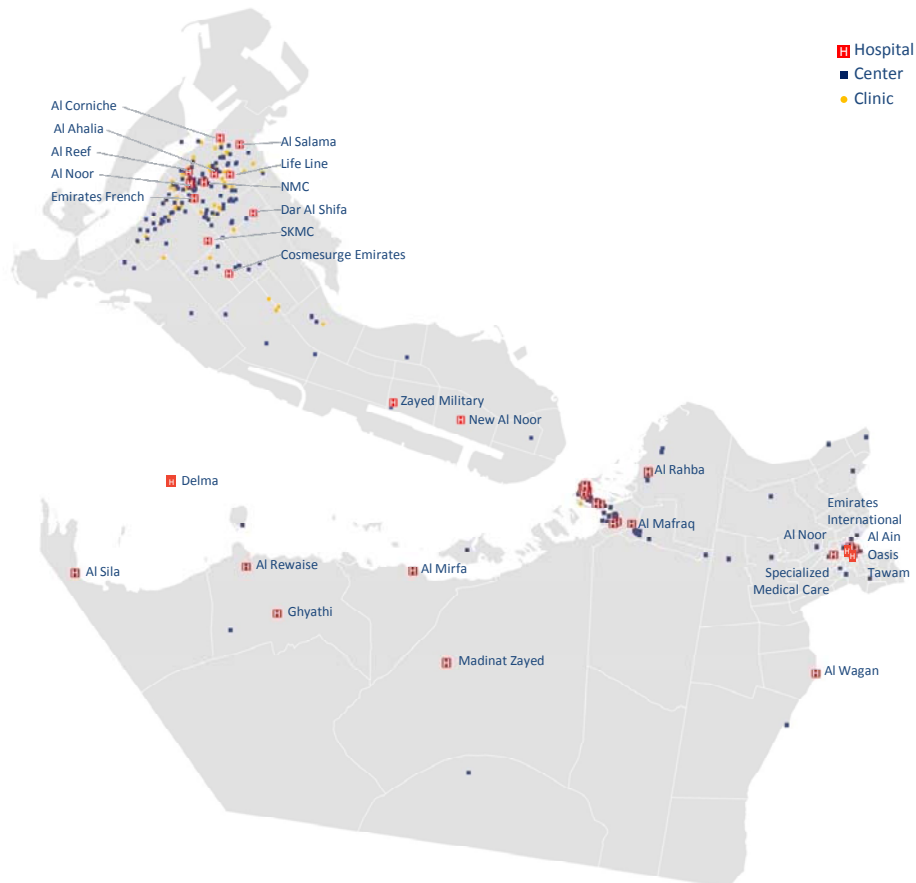 Hospital
Center
Clinic
Al Corniche
Al Ahalia
Al Reef
Al Noor
Emirates French
Al Salama
Life Line
NMC
Dar Al Shifa
SKMC
Cosmesurge Emirates
Zayed Military
New Al Noor
Delma
Al Rahba
Al Mafraq
Emirates
International
Al Noor
Al Ain
Oasis
Specialized
Medical Care
Tawam
Al Sila
Al Rewaise
Al Mirfa
Ghyathi
Madinat Zayed
Al Wagan